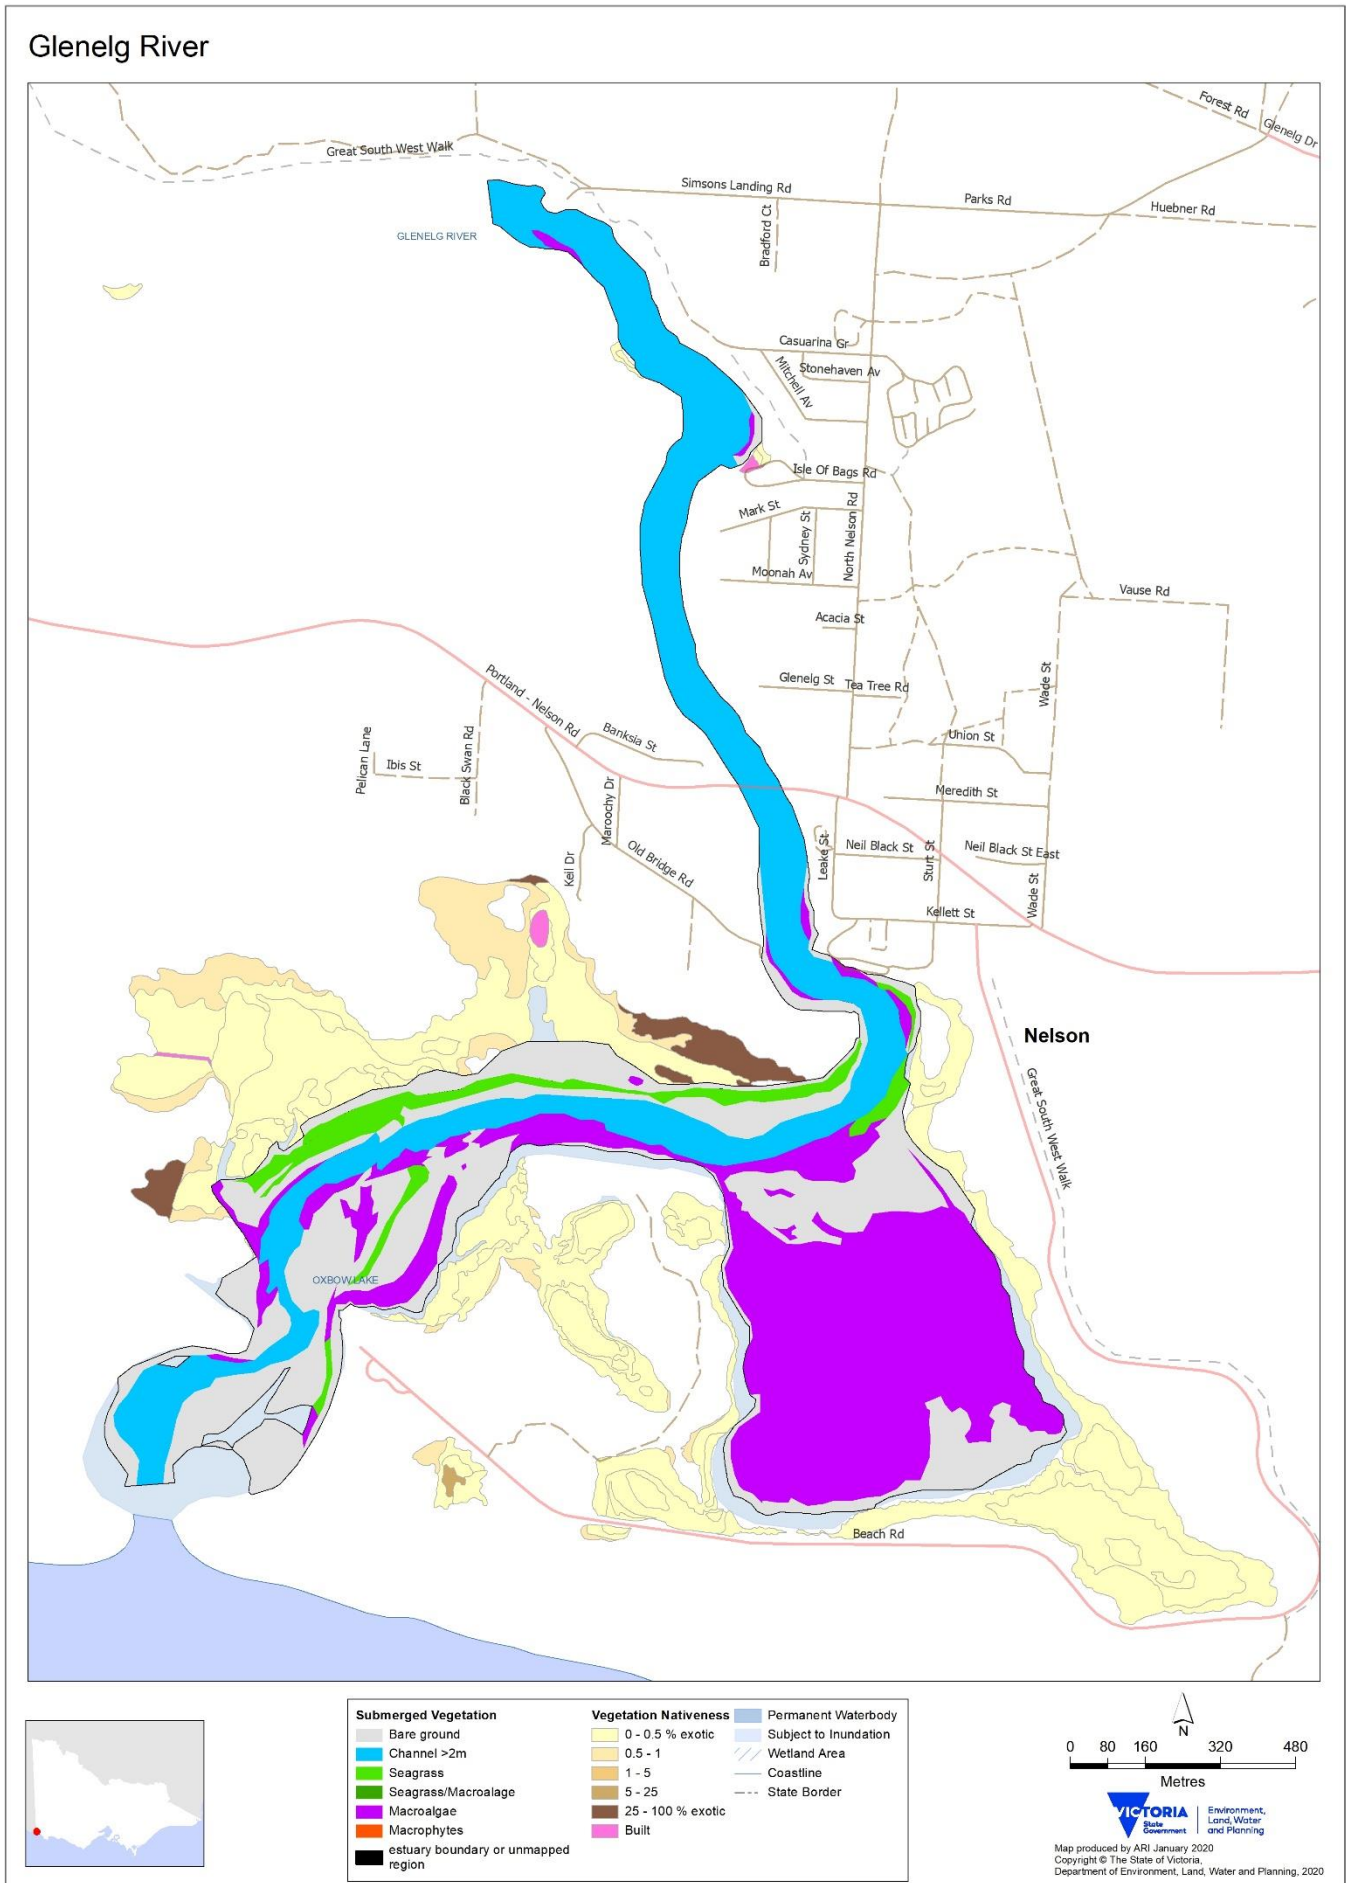 Glenelg River
Forest Rd
Glenelg Dr
Great South West Walk
Simsons Landing Rd
Parks Rd
Huebner Rd
Bradford Ct
GLENELG RIVER
Casuarina Gr
Stonehaven Av
Mitchell Av
Isle Of Bags Rd
Mark St
Sydney St
North Nelson Rd
Moonah Av
Vause Rd
Acacia St
Glenelg St
Tea Tree Rd
Wade St
Portland - Nelson Rd
Banksia St
Union St
Pelican Lane
Ibis St
Black Swan Rd
Maroochy Dr
Meredith St
Leake St
Neil Black St
Sturt St
Neil Black St East
Kell Dr
Old Bridge Rd
Wade St
Kellett St
Nelson
Great South West Walk
OXBOW LAKE
Beach Rd
Submerged Vegetation
Bare ground
Channel >2m
Seagrass
Seagrass/Macroalage
Macroalgae
Macrophytes
estuary boundary or unmapped
region
Vegetation Nativeness
0 - 0.5 % exotic
0.5 - 1
1 - 5
5 - 25
25 - 100 % exotic
Built
Permanent Waterbody
Subject to Inundation
Wetland Area
Coastline
State Border
N
0 80 160 320 480
Metres
VICTORIA
State
Government
Environment,
Land, Water
and Planning
Map produced by ARI January 2020
Copyright © The State of Victoria,
Department of Environment, Land, Water and Planning, 2020